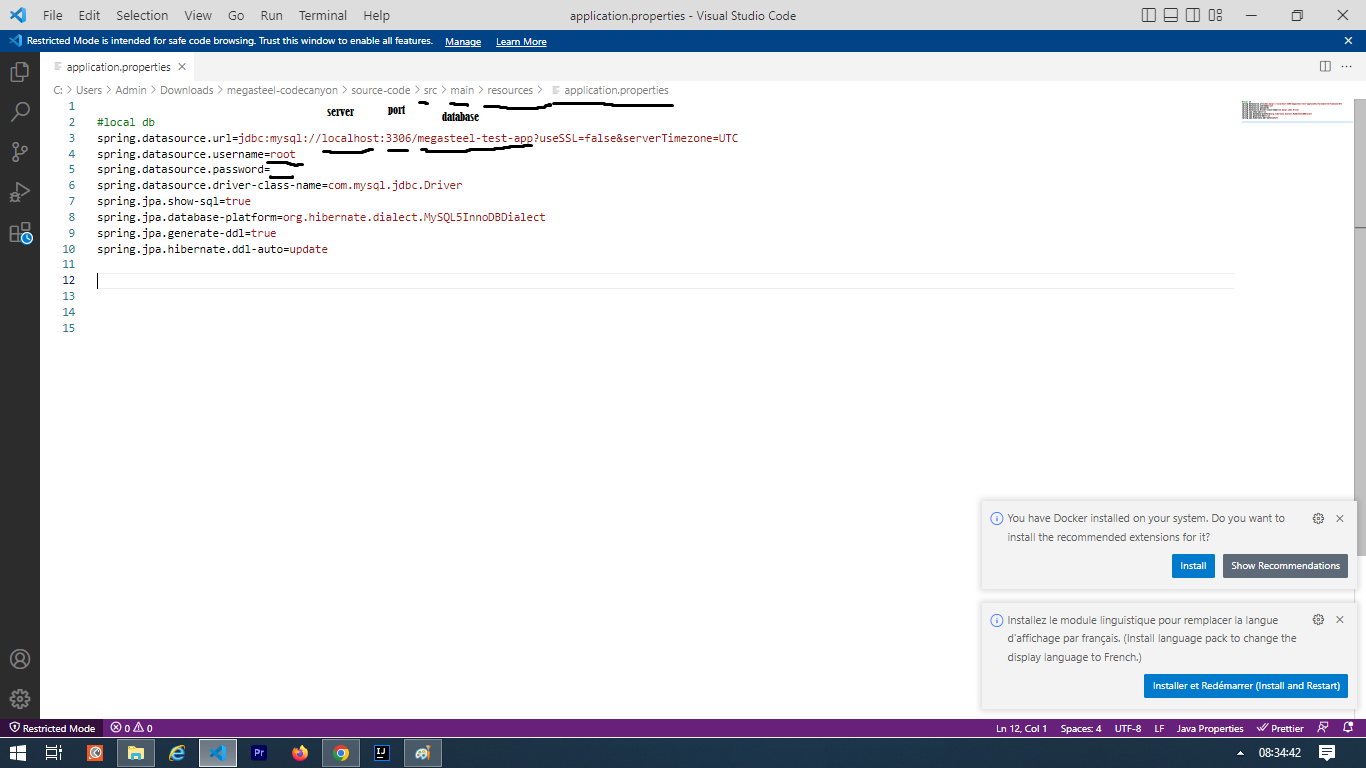 File Edit Selection View Go Run Terminal Help
application.properties - Visual Studio Code
Restricted Mode is intended for safe code browsing. Trust this window to enable all features. Manage Learn More
application.properties
C: > Users > Admin > Downloads > megasteel-codecanyon > source-code > src > main > resources > application.properties
server port database
1
2 #local db
3 spring.datasource.url=jdbc:mysql://localhost:3306/megasteel-test-app?useSSL=false&serverTimezone=UTC
4 spring.datasource.username=root
5 spring.datasource.password=
6 spring.datasource.driver-class-name=com.mysql.jdbc.Driver
7 spring.jpa.show-sql=true
8 spring.jpa.database-platform=org.hibernate.dialect.MySQL5InnoDBDialect
9 spring.jpa.generate-ddl=true
10 spring.jpa.hibernate.ddl-auto=update
11
12
13
14
15
You have Docker installed on your system. Do you want to
install the recommended extensions for it?
Install Show Recommendations
Installez le module linguistique pour remplacer la langue
d'affichage par français. (Install language pack to change the
display language to French.)
Installer et Redémarrer (Install and Restart)
Restricted Mode 0 0 Ln 12, Col 1 Spaces: 4 UTF-8 LF Java Properties Prettier
Pr IJ 08:34:42